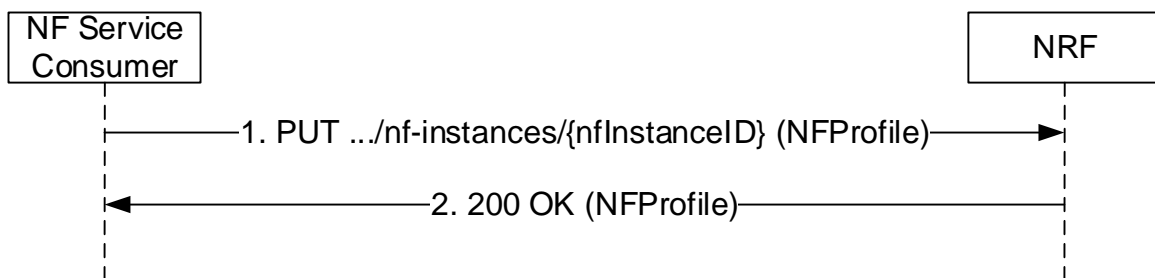 NF Service
Consumer
NRF
1. PUT .../nf-instances/{nfInstanceID} (NFProfile)
2. 200 OK (NFProfile)